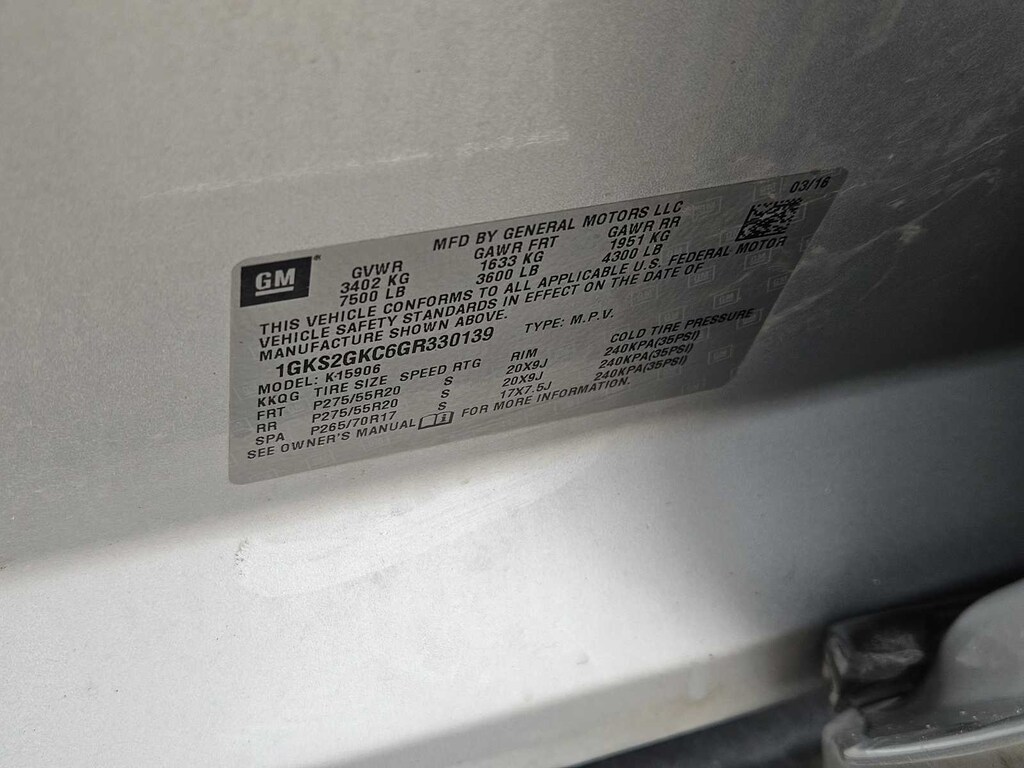 03/16
GM
MFD BY GENERAL MOTORS LLC
GVWR GAWR FRT GAWR RR
3402 KG 1633 KG 1951 KG
7500 LB 3600 LB 4300 LB
THIS VEHICLE CONFORMS TO ALL APPLICABLE U.S. FEDERAL MOTOR
VEHICLE SAFETY STANDARDS IN EFFECT ON THE DATE OF
MANUFACTURE SHOWN ABOVE.
1GKS2GKC6GR330139 TYPE: M.P.V.
MODEL: K15906
KKQG TIRE SIZE SPEED RTG RIM COLD TIRE PRESSURE
FRT P275/55R20 S 20X9J 240KPA(35PSI)
RR P275/55R20 S 20X9J 240KPA(35PSI)
SPA P265/70R17 S 17X7.5J 240KPA(35PSI)
SEE OWNER'S MANUAL FOR MORE INFORMATION.